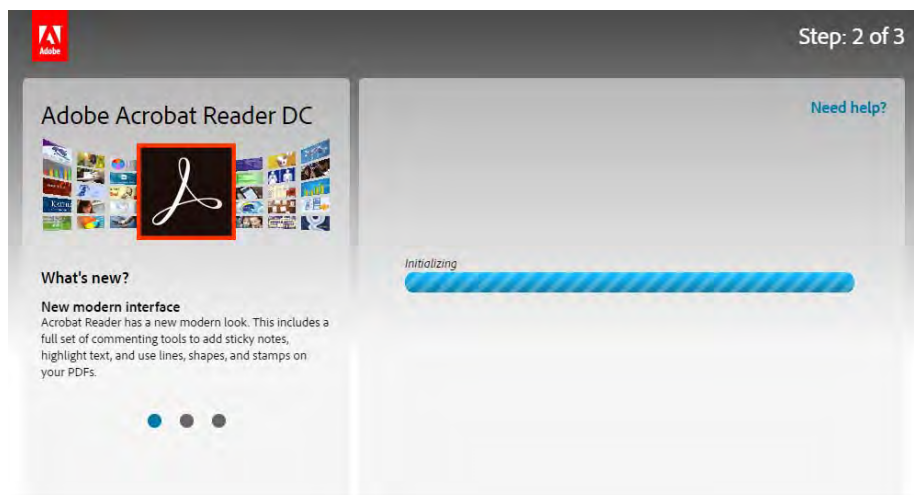 Adobe
Step: 2 of 3
Adobe Acrobat Reader DC
What's new?
New modern interface
Acrobat Reader has a new modern look. This includes a
full set of commenting tools to add sticky notes,
highlight text, and use lines, shapes, and stamps on
your PDFs.
Need help?
Initializing